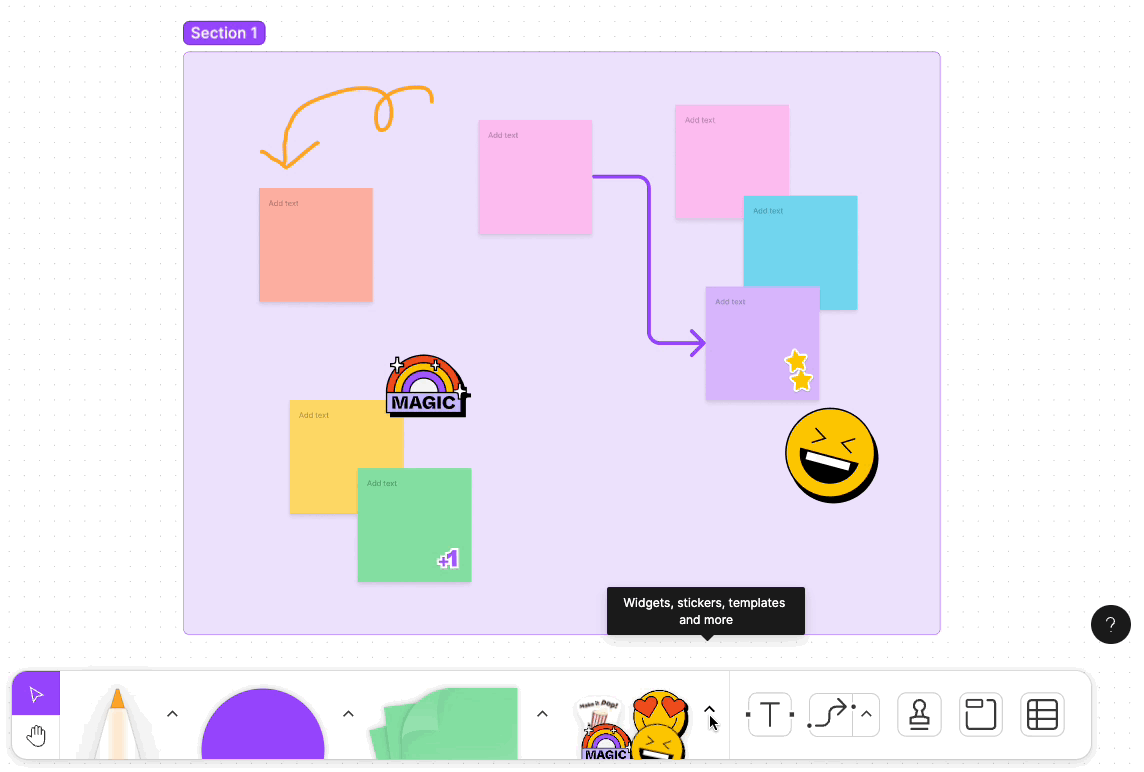 Section 1
Add text
Add text
Add text
Add text
Add text
MAGIC
Add text
Add text
+1
Widgets, stickers, templates
and more
?
Make it Pop!
MAGIC
T